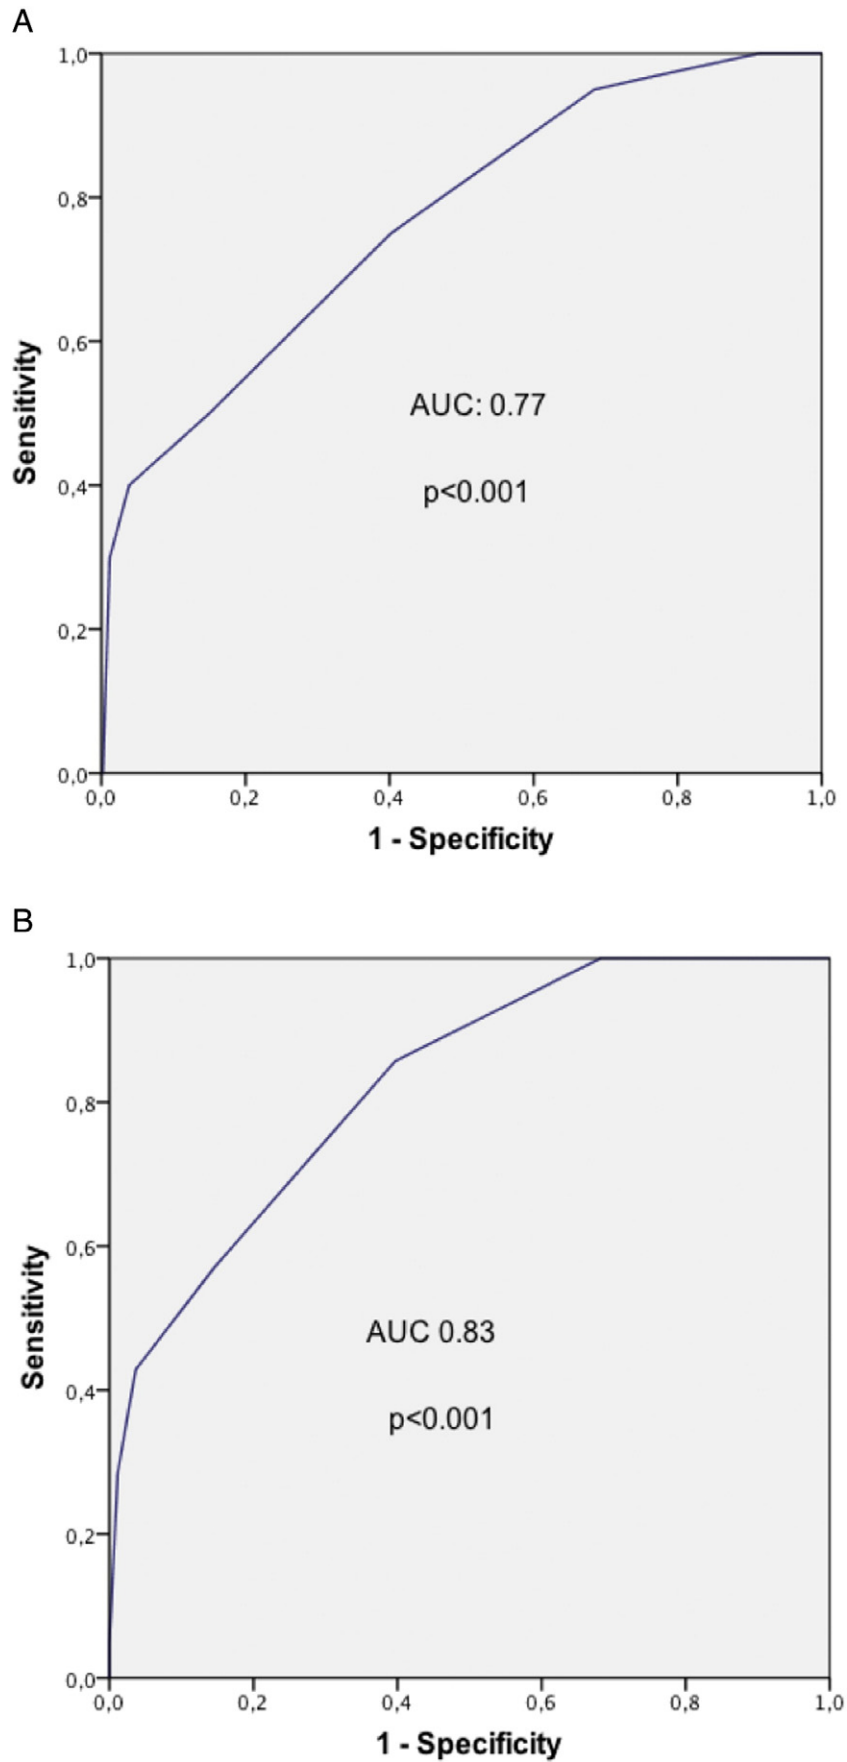 A
1,0
0,8
0,6
0,4
0,2
0,0
Sensitivity
AUC: 0.77
p<0.001
0,0 0,2 0,4 0,6 0,8 1,0
1 - Specificity
B
1,0
0,8
0,6
0,4
0,2
0,0
Sensitivity
AUC 0.83
p<0.001
0,0 0,2 0,4 0,6 0,8 1,0
1 - Specificity